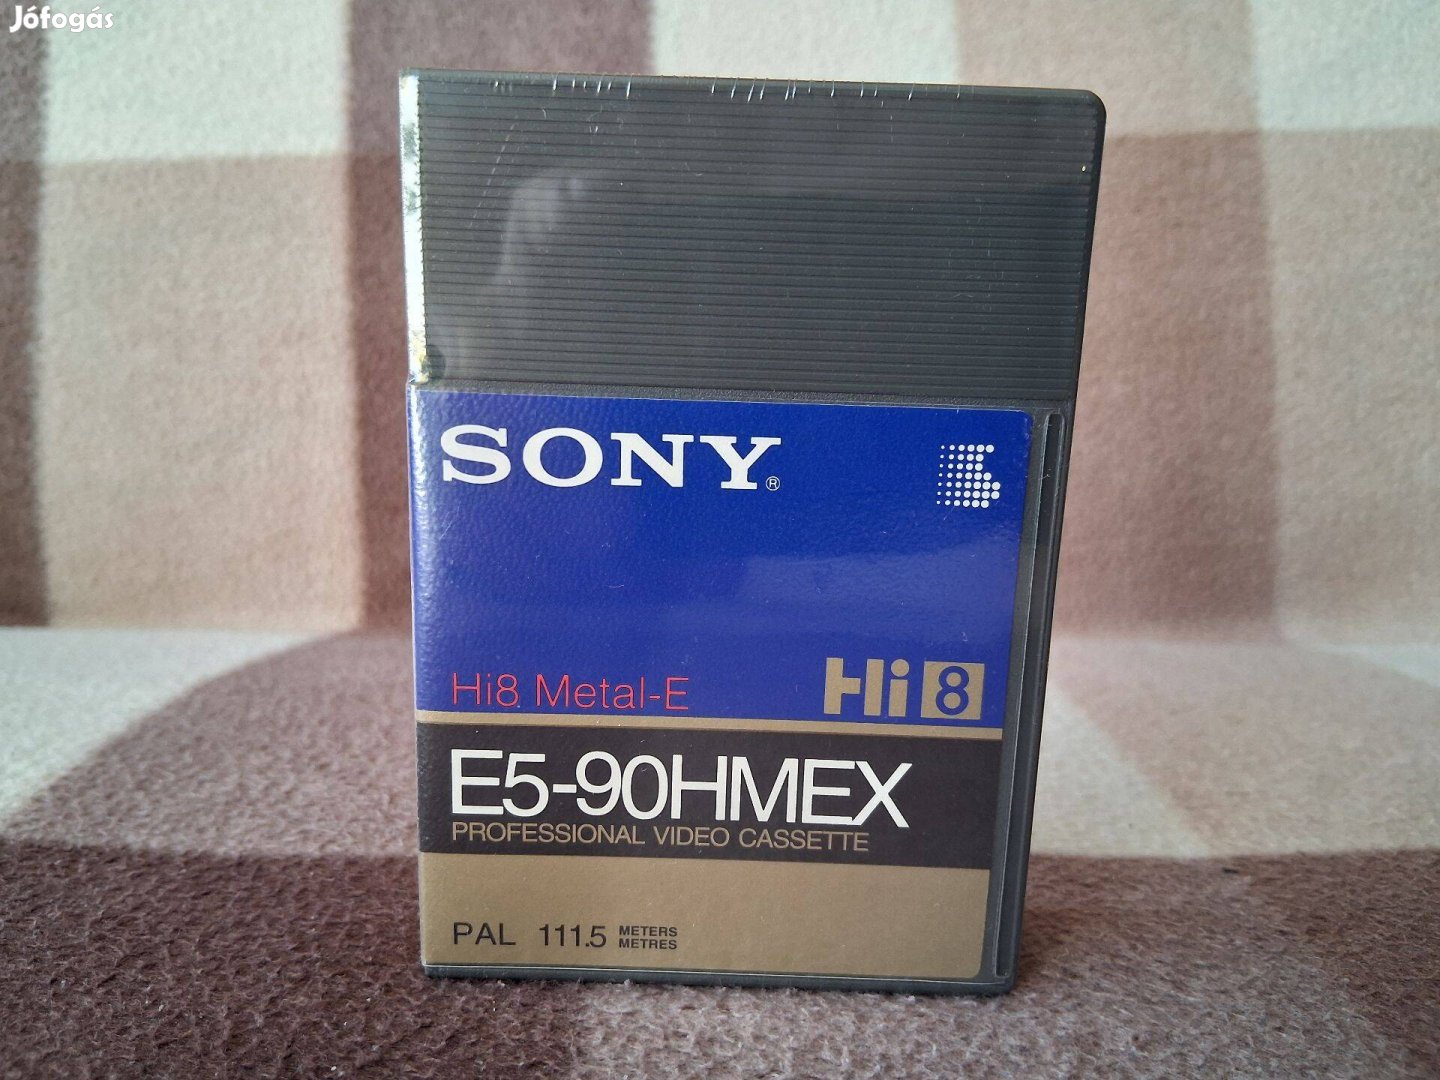 Jófogás
SONY®
Hi8 Metal-E
Hi8
E5-90HMEX
PROFESSIONAL VIDEO CASSETTE
PAL 111.5 METERS
METRES